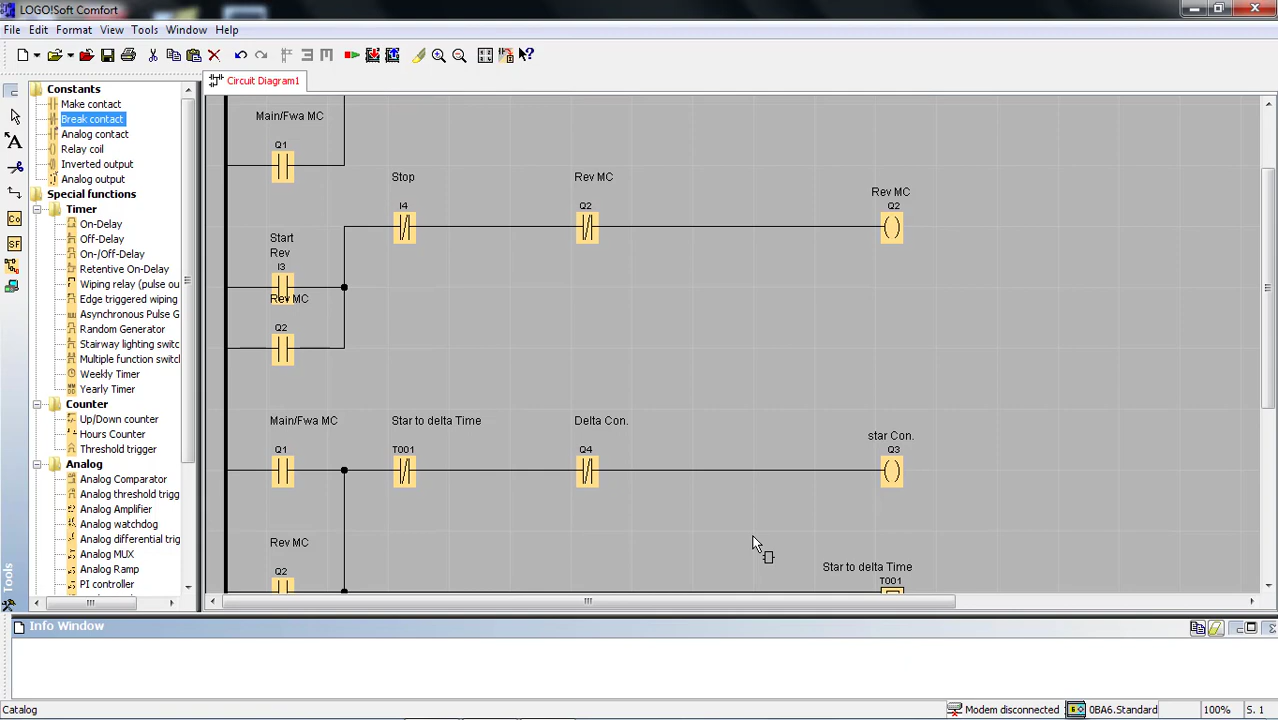 LOGO!Soft Comfort
File Edit Format View Tools Window Help
Circuit Diagram1
Constants
Make contact
Break contact
Analog contact
Relay coil
Inverted output
Analog output
Special functions
Timer
On-Delay
Off-Delay
On-/Off-Delay
Retentive On-Delay
Wiping relay (pulse ou
Edge triggered wiping
Asynchronous Pulse G
Random Generator
Stairway lighting switc
Multiple function switch
Weekly Timer
Yearly Timer
Counter
Up/Down counter
Hours Counter
Threshold trigger
Analog
Analog Comparator
Analog threshold trigg
Analog Amplifier
Analog watchdog
Analog differential trig
Analog MUX
Analog Ramp
PI controller
Tools
Co
SF
Main/Fwa MC
Q1
Stop
I4
Rev MC
Q2
Rev MC
Q2
Start
Rev
I3
Rev MC
Q2
Main/Fwa MC
Q1
Star to delta Time
T001
Delta Con.
Q4
star Con.
Q3
Rev MC
Q2
Star to delta Time
T001
Info Window
Catalog
Modem disconnected
0BA6.Standard
100%
S. 1